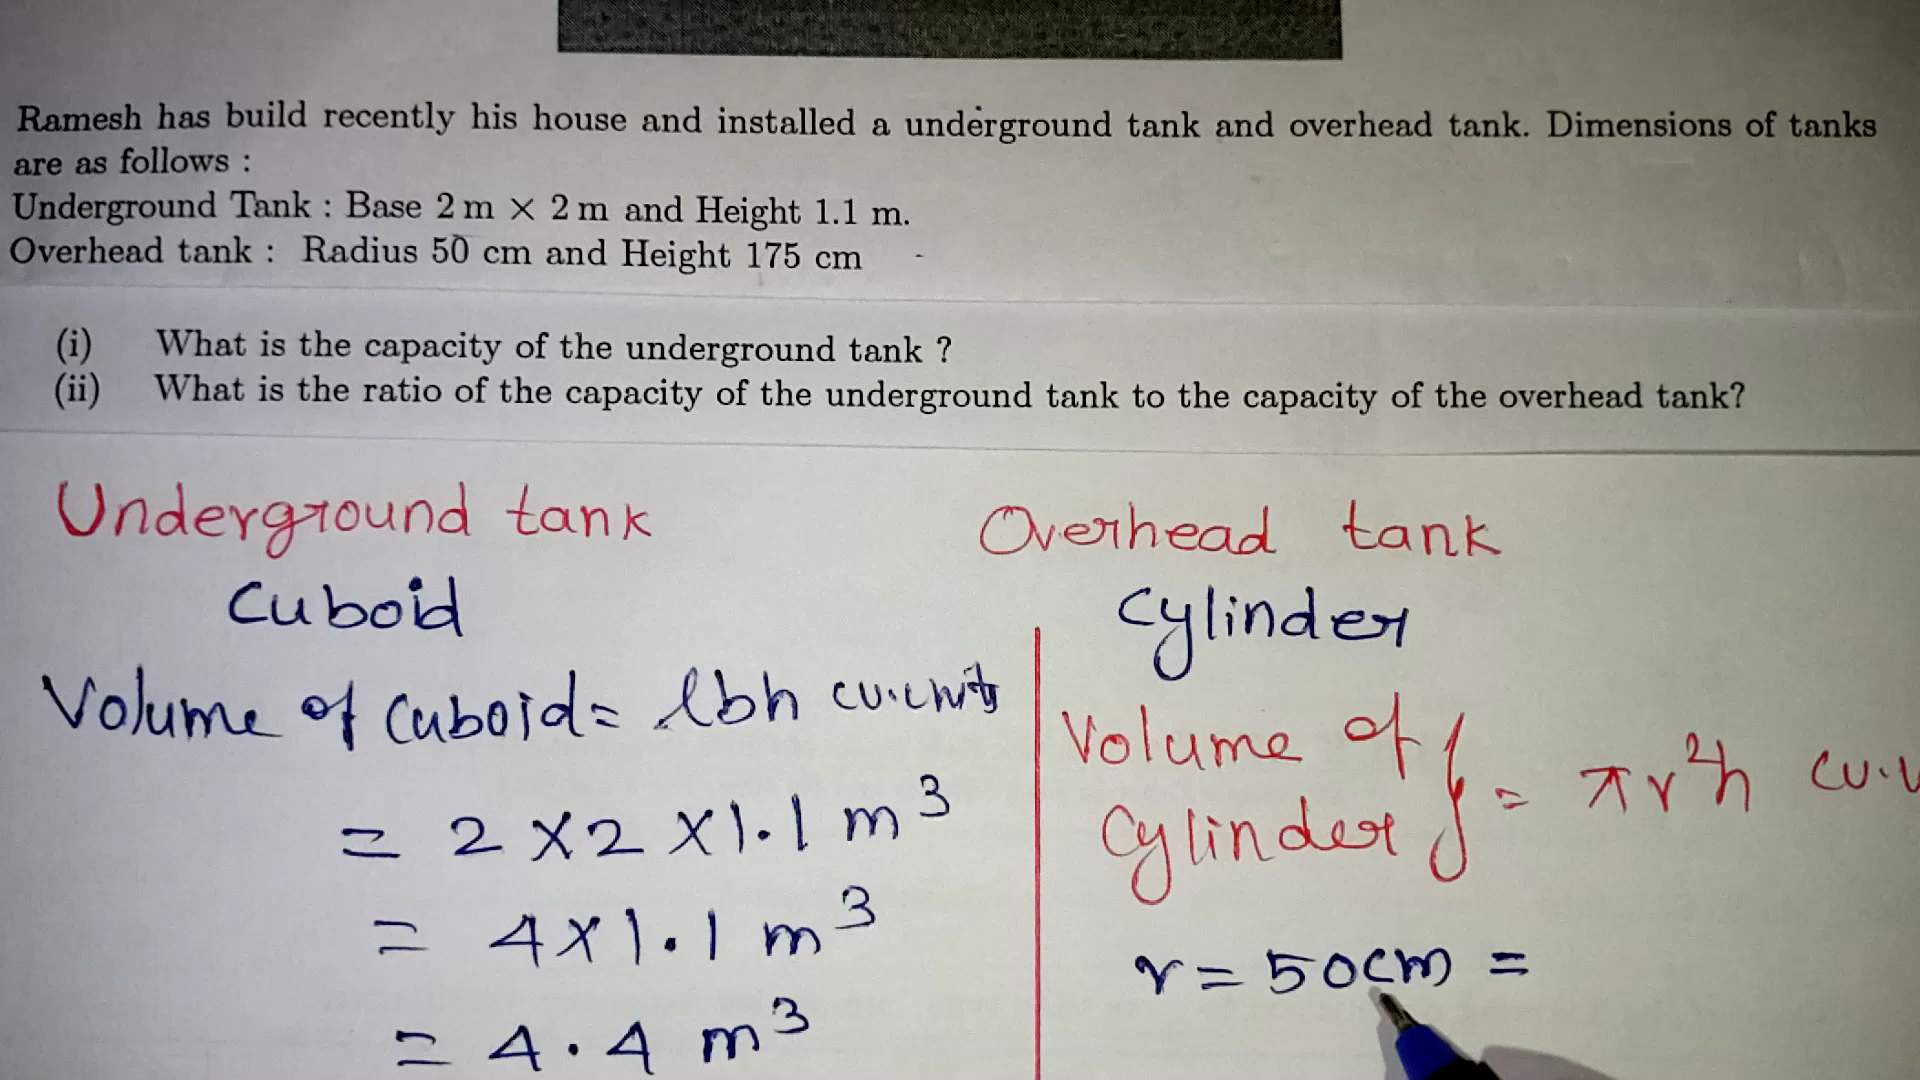 Ramesh has build recently his house and installed a underground tank and overhead tank. Dimensions of tanks
are as follows :
Underground Tank : Base 2 m × 2 m and Height 1.1 m.
Overhead tank : Radius 50 cm and Height 175 cm
(i) What is the capacity of the underground tank ?
(ii) What is the ratio of the capacity of the underground tank to the capacity of the overhead tank?
Underground tank
Cuboid
Volume of Cuboid = lbh cu.units
= 2 × 2 × 1.1 m³
= 4 × 1.1 m³
= 4.4 m³
Overhead tank
Cylinder
Volume of
Cylinder } = πr²h cu.
r = 50cm =